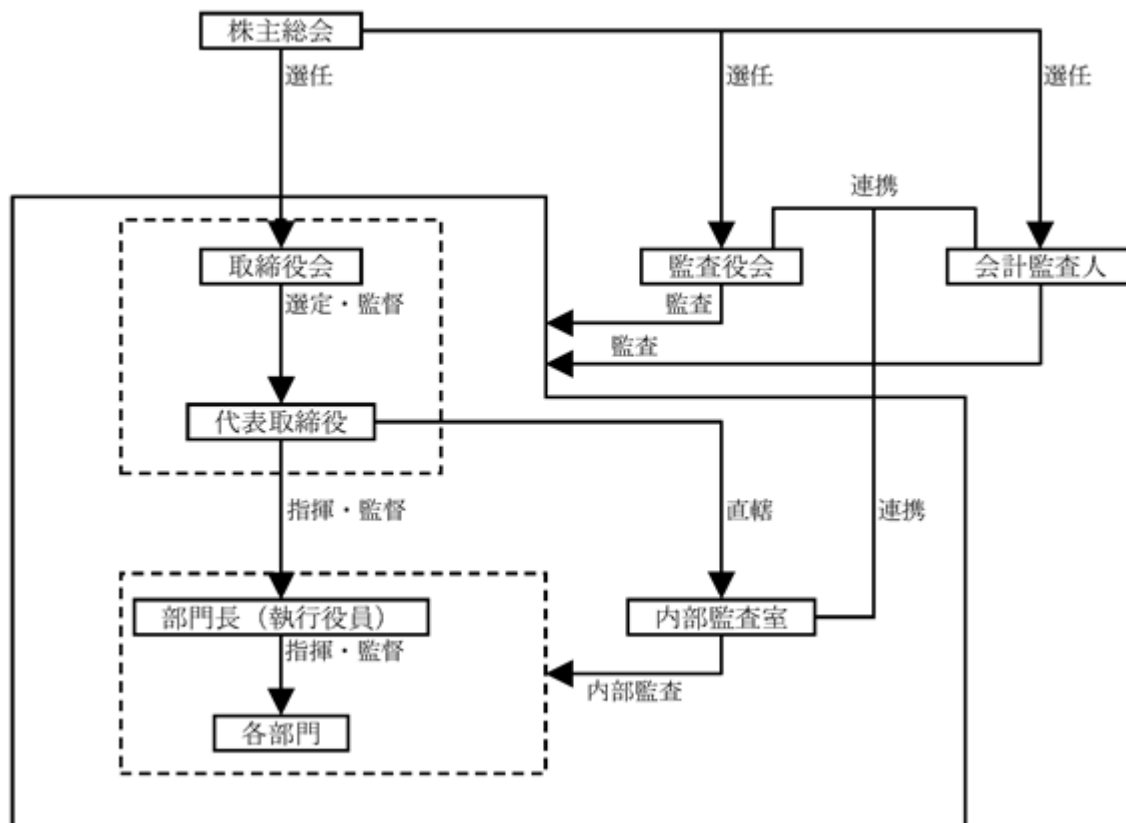 株主総会
選任
選任
選任
連携
取締役会
監査役会
会計監査人
選定・監督
監査
監査
代表取締役
指揮・監督
直轄
連携
部門長（執行役員）
内部監査室
指揮・監督
内部監査
各部門